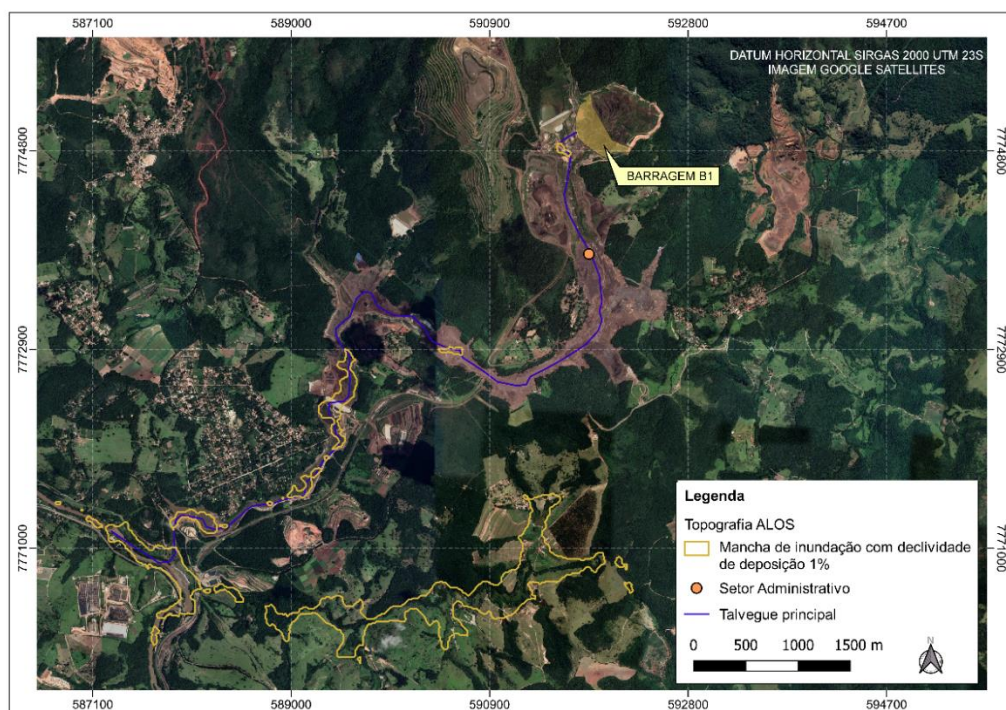 587100 589000 590900 592800 594700
DATUM HORIZONTAL SIRGAS 2000 UTM 23S
IMAGEM GOOGLE SATELLITES
7774800 7774800
BARRAGEM B1
7772900 7772900
Legenda
Topografia ALOS
Mancha de inundação com declividade
de deposição 1%
7771000 7771000
Setor Administrativo
Talvegue principal
0 500 1000 1500 m
N
587100 589000 590900 592800 594700